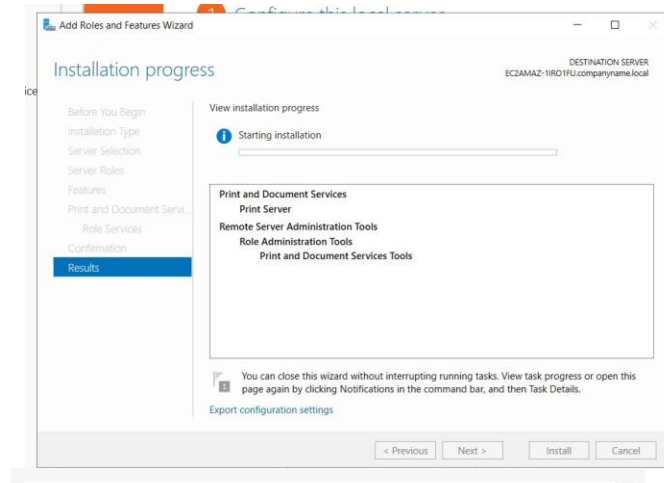 1 Configure this local server
Add Roles and Features Wizard
Installation progress
DESTINATION SERVER
EC2AMAZ-1IRO1FU.companyname.local
Before You Begin
Installation Type
Server Selection
Server Roles
Features
Print and Document Servi...
Role Services
Confirmation
Results
View installation progress
Starting installation
Print and Document Services
Print Server
Remote Server Administration Tools
Role Administration Tools
Print and Document Services Tools
1
You can close this wizard without interrupting running tasks. View task progress or open this
page again by clicking Notifications in the command bar, and then Task Details.
Export configuration settings
< Previous
Next >
Install
Cancel